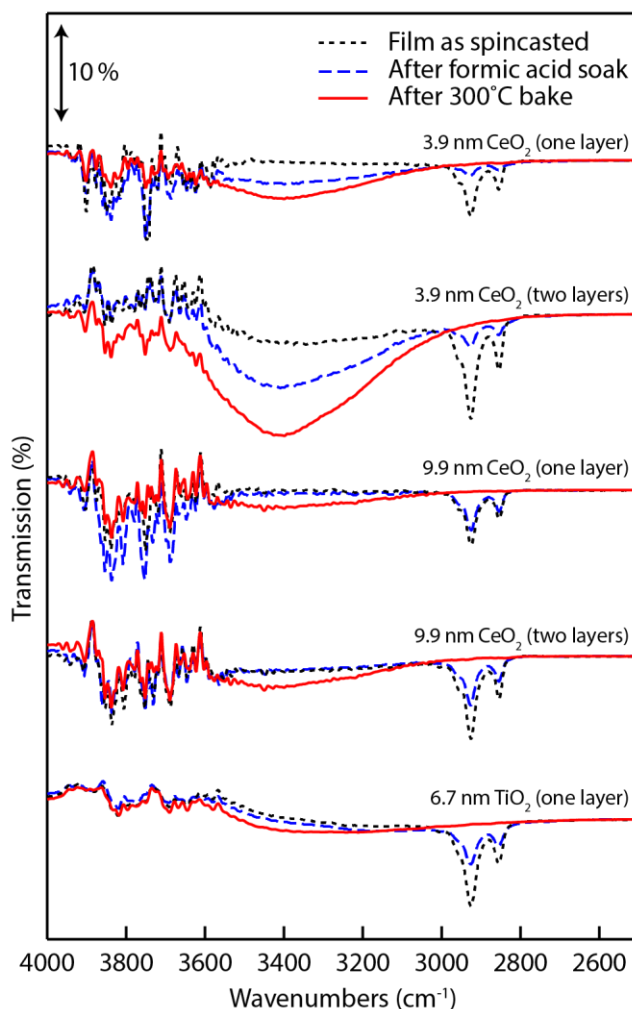 10 %
Film as spincasted
After formic acid soak
After 300˚C bake
3.9 nm CeO₂ (one layer)
3.9 nm CeO₂ (two layers)
9.9 nm CeO₂ (one layer)
9.9 nm CeO₂ (two layers)
6.7 nm TiO₂ (one layer)
Transmission (%)
4000 3800 3600 3400 3200 3000 2800 2600
Wavenumbers (cm⁻¹)